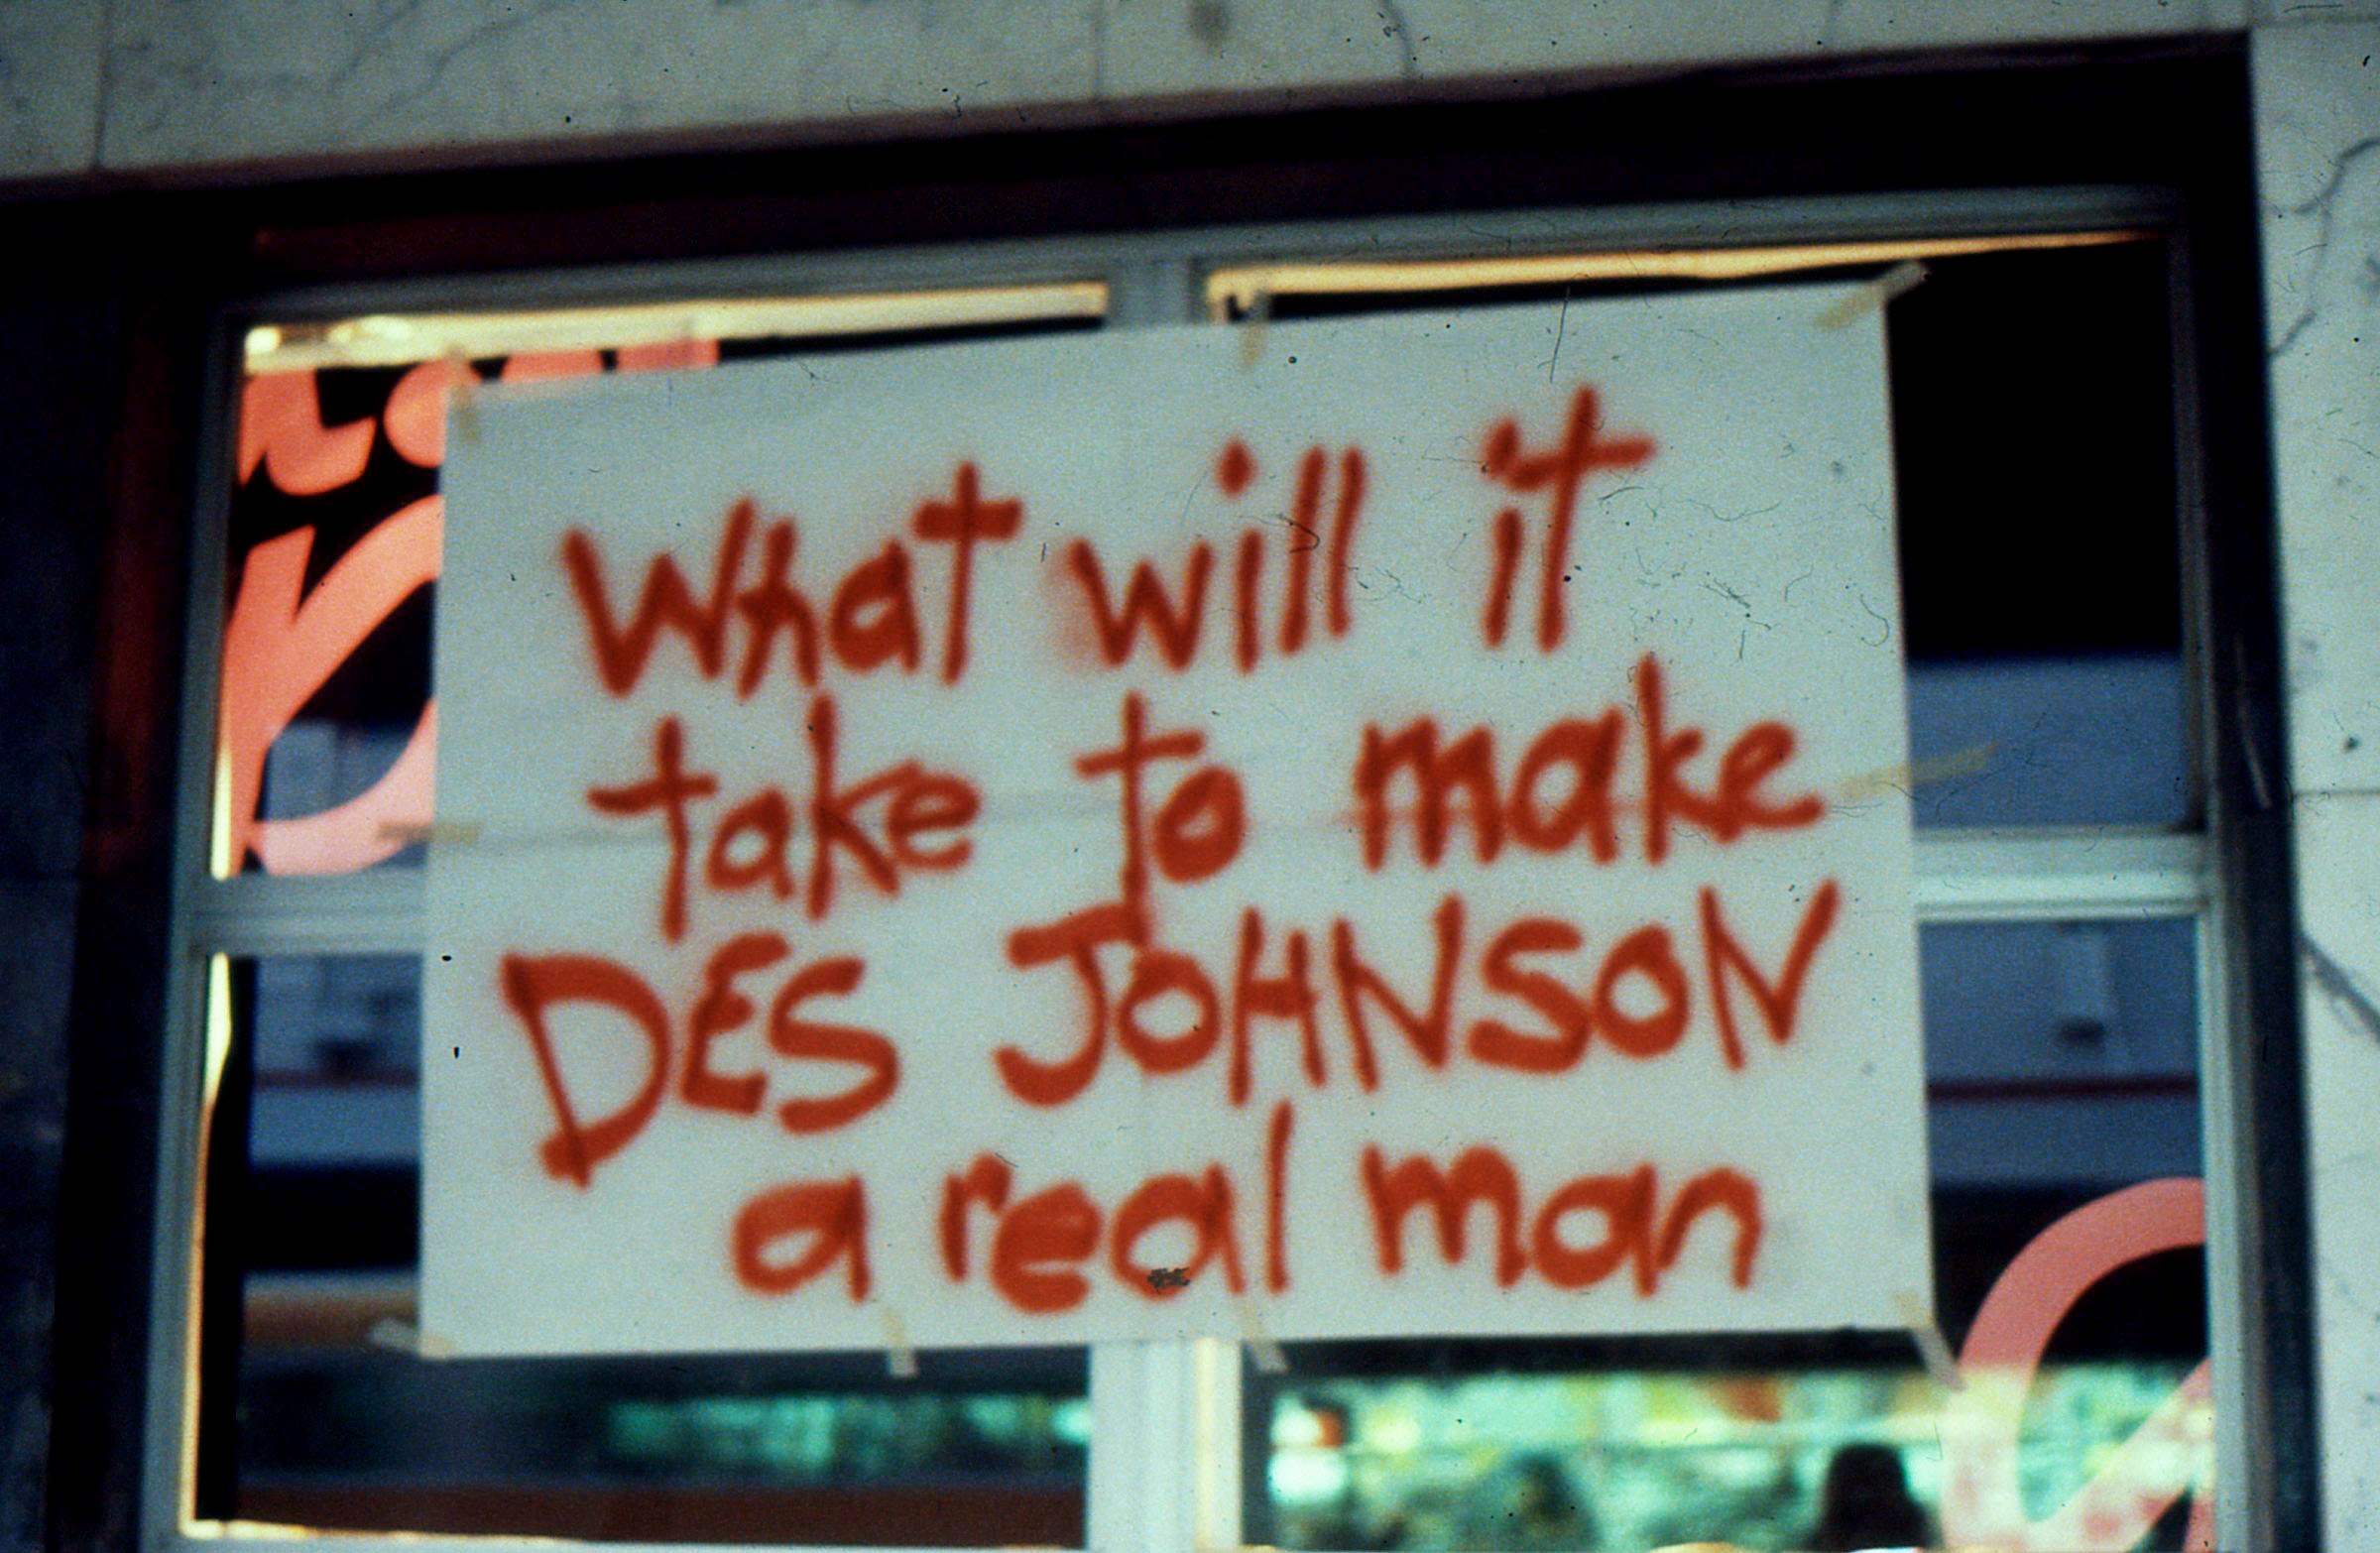 What will it
take to make
DES JOHNSON
a real man